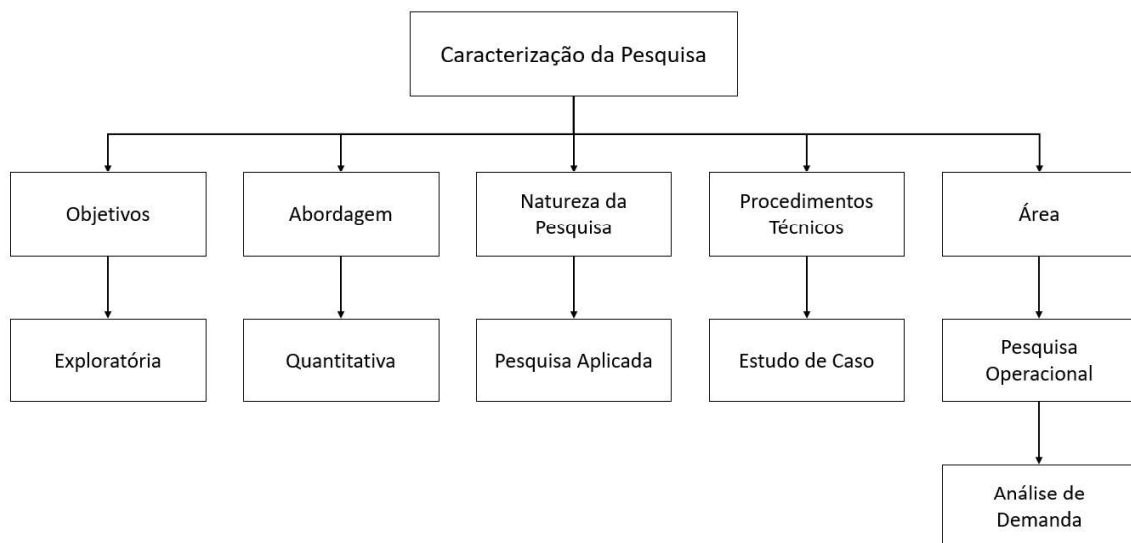 Caracterização da Pesquisa
Objetivos
Abordagem
Natureza da
Pesquisa
Procedimentos
Técnicos
Área
Exploratória
Quantitativa
Pesquisa Aplicada
Estudo de Caso
Pesquisa
Operacional
Análise de
Demanda